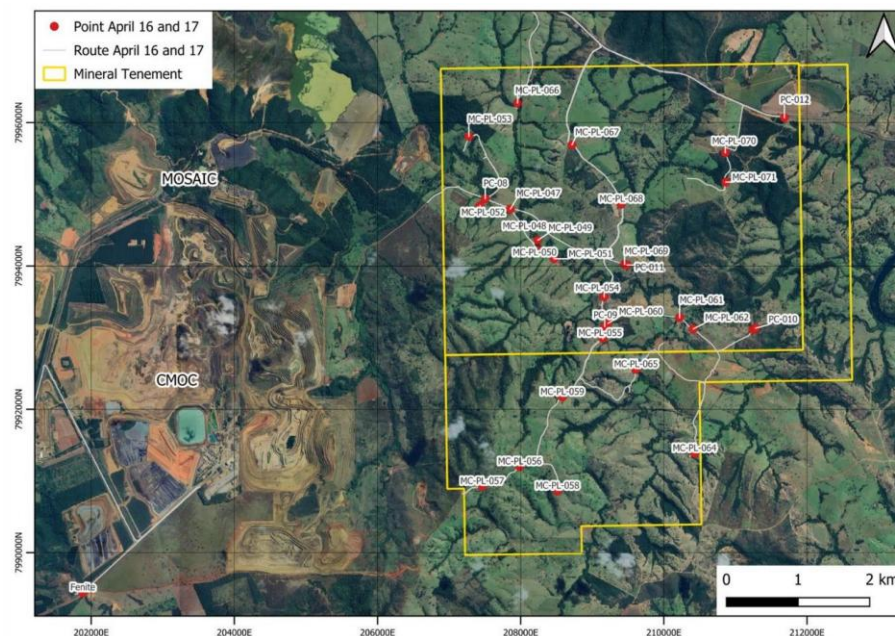 Point April 16 and 17
Route April 16 and 17
Mineral Tenement
MC-PL-066
PC-012
7996000N
MC-PL-053
MC-PL-067
MC-PL-070
MOSAIC
MC-PL-071
PC-08
MC-PL-047
MC-PL-052
MC-PL-068
MC-PL-048
MC-PL-049
MC-PL-050
MC-PL-051
MC-PL-069
7994000N
PC-011
MC-PL-054
MC-PL-061
MC-PL-060
PC-09
MC-PL-062
PC-010
MC-PL-055
MC-PL-065
CMOC
MC-PL-059
7992000N
MC-PL-064
MC-PL-056
MC-PL-057
MC-PL-058
7990000N
0 1 2 km
Fenite
202000E 204000E 206000E 208000E 210000E 212000E